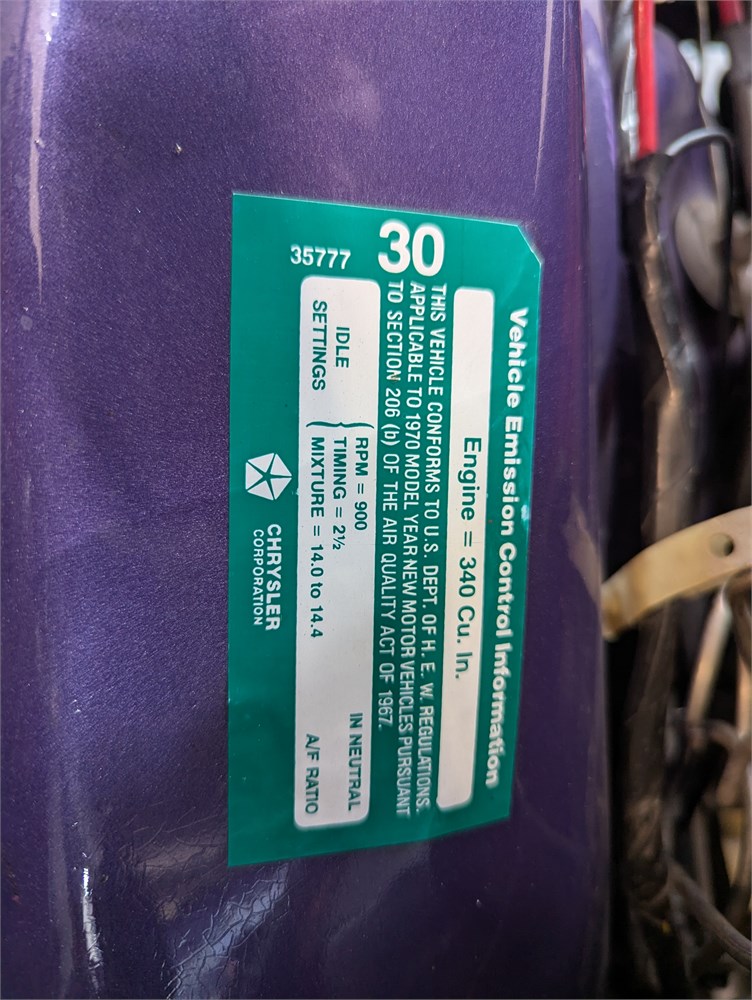 Vehicle Emission Control Information
Engine = 340 Cu. In.
30
THIS VEHICLE CONFORMS TO U.S. DEPT. OF H. E. W. REGULATIONS.
APPLICABLE TO 1970 MODEL YEAR NEW MOTOR VEHICLES PURSUANT
TO SECTION 206 (b) OF THE AIR QUALITY ACT OF 1967.
35777
IDLE
SETTINGS
RPM = 900 IN NEUTRAL
TIMING = 2½
MIXTURE = 14.0 to 14.4 A/F RATIO
CHRYSLER
CORPORATION